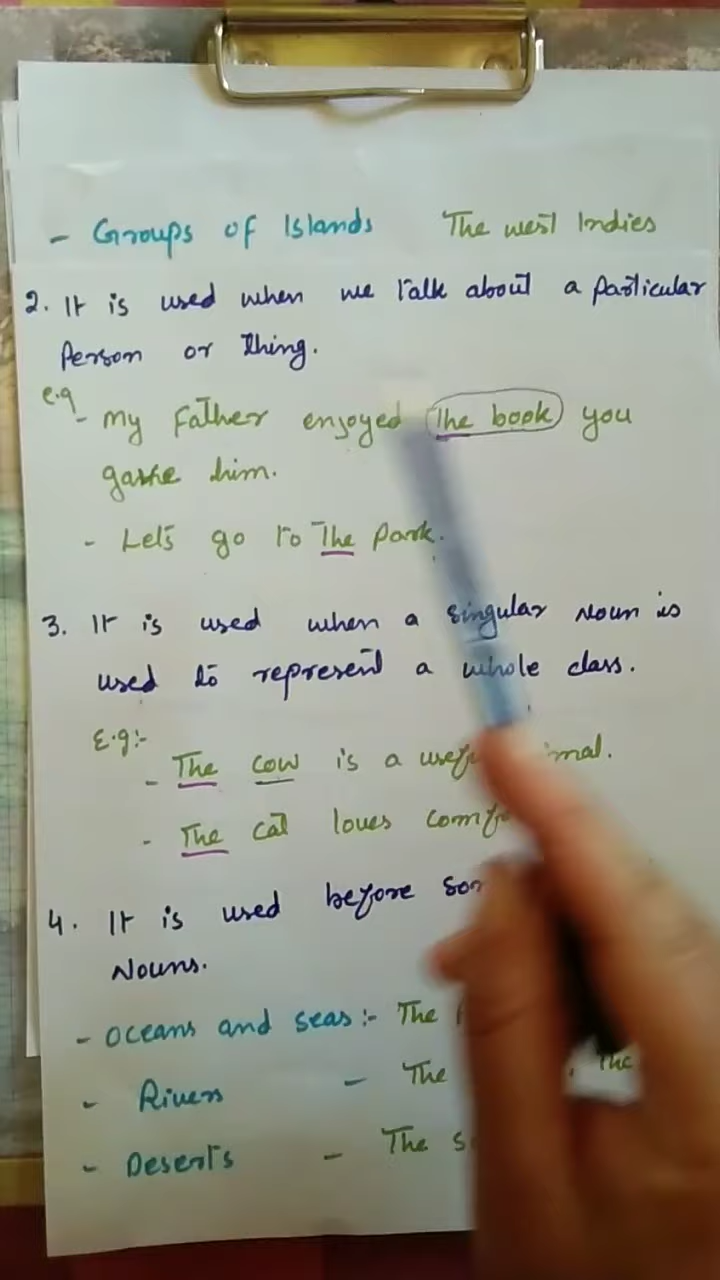 - Groups of Islands The west Indies
2. It is used when we talk about a particular
Person or thing.
e.g - My Father enjoyed the book you
gave him.
- Let's go to The park.
3. It is used when a singular Noun is
used to represent a whole class.
E.g:-
- The cow is a
- The cat loves
4. It is used before
Nouns.
- Oceans and seas:- The
- Rivers - The , The
- Deserts - The